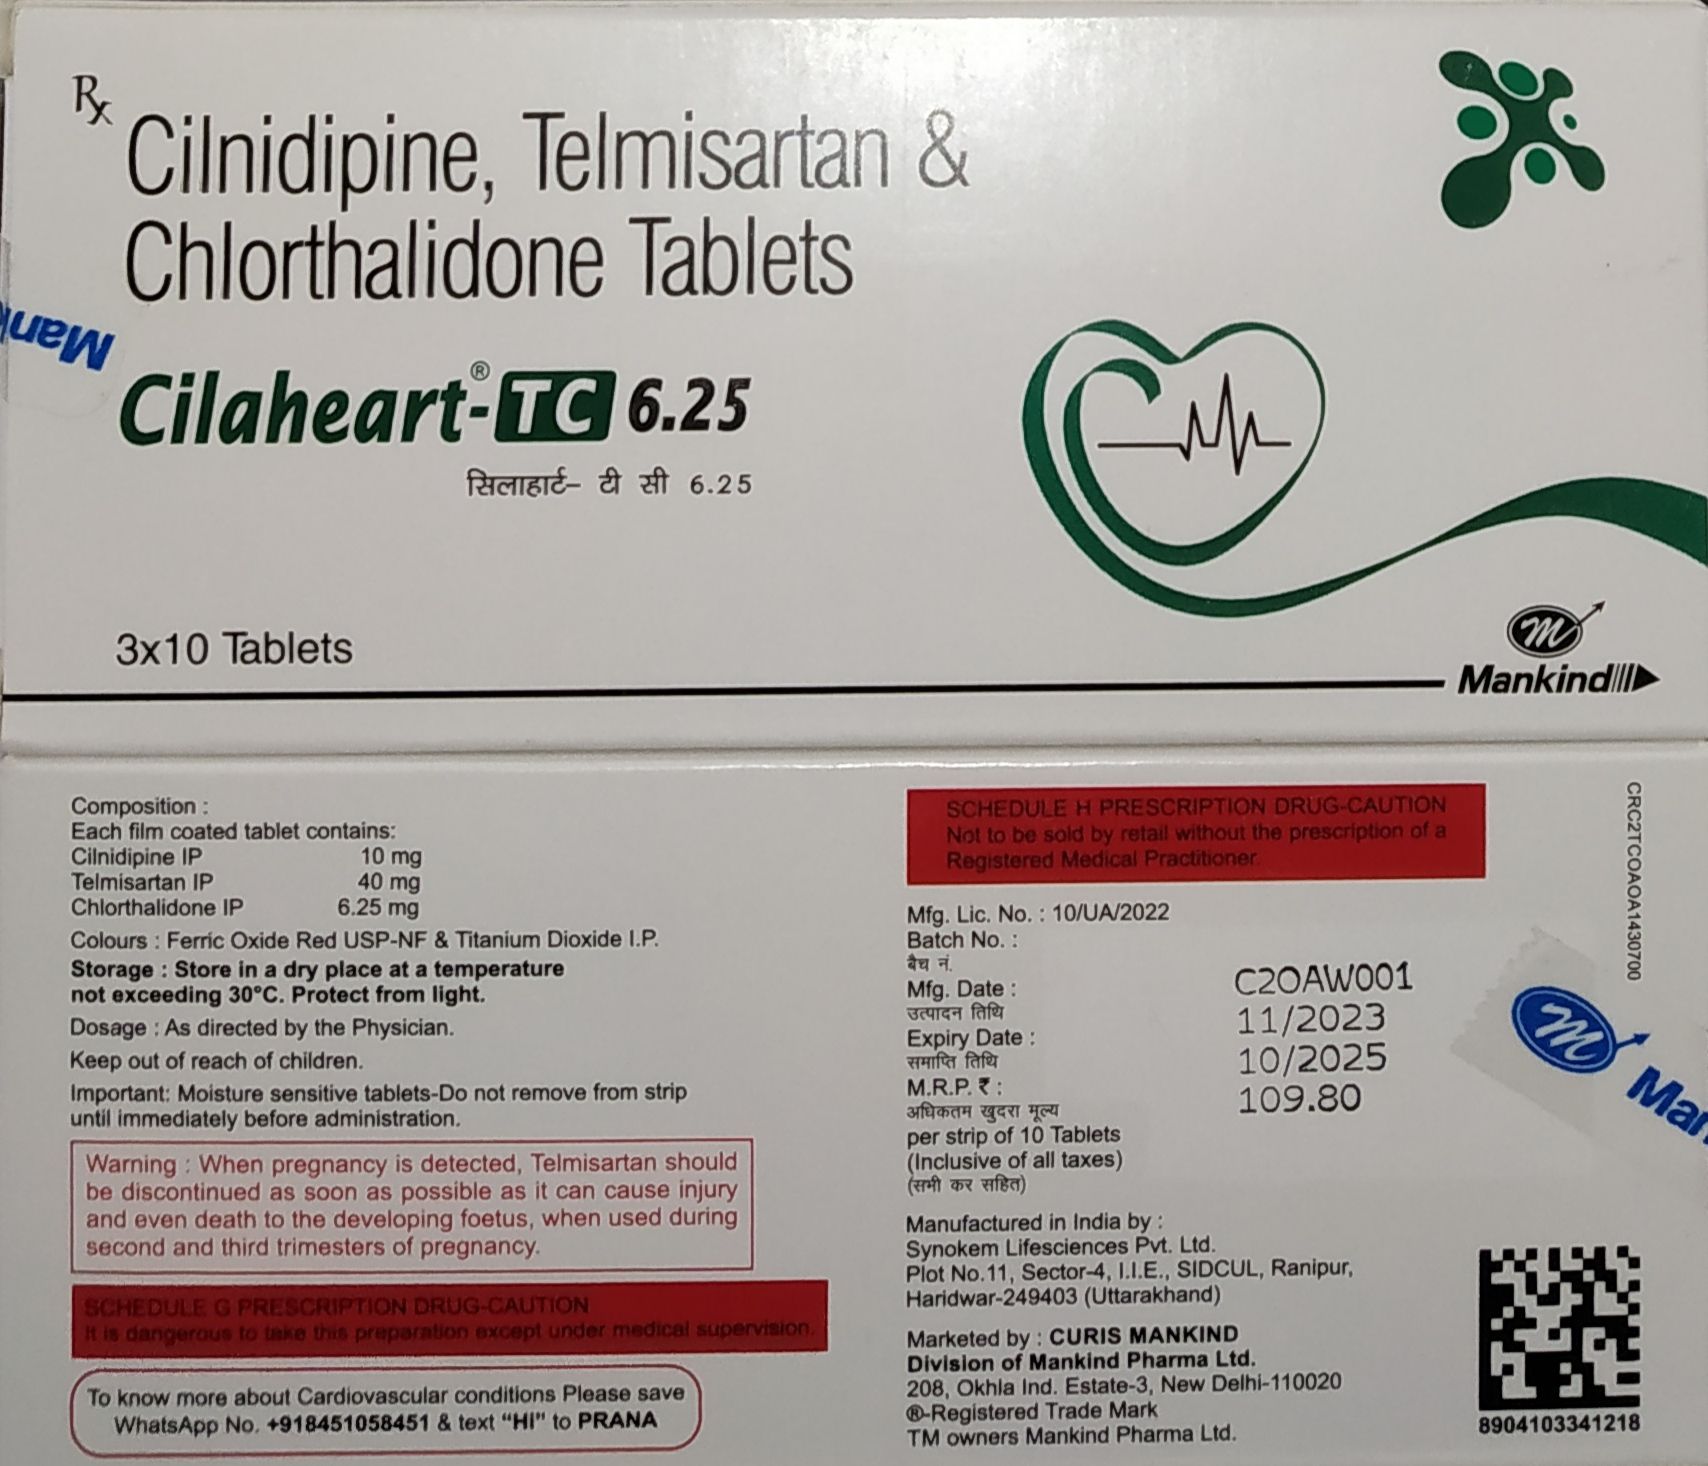 Rx
Cilnidipine, Telmisartan &
Chlorthalidone Tablets
Mank
Cilaheart-®TC 6.25
सिलाहार्ट– टी सी 6.25
3x10 Tablets
m
Mankind
Composition :
Each film coated tablet contains:
Cilnidipine IP 10 mg
Telmisartan IP 40 mg
Chlorthalidone IP 6.25 mg
Colours : Ferric Oxide Red USP-NF & Titanium Dioxide I.P.
Storage : Store in a dry place at a temperature
not exceeding 30°C. Protect from light.
Dosage : As directed by the Physician.
Keep out of reach of children.
Important: Moisture sensitive tablets-Do not remove from strip
until immediately before administration.
Warning : When pregnancy is detected, Telmisartan should
be discontinued as soon as possible as it can cause injury
and even death to the developing foetus, when used during
second and third trimesters of pregnancy.
SCHEDULE G PRESCRIPTION DRUG-CAUTION
It is dangerous to take this preparation except under medical supervision.
To know more about Cardiovascular conditions Please save
WhatsApp No. +918451058451 & text “HI” to PRANA
SCHEDULE H PRESCRIPTION DRUG-CAUTION
Not to be sold by retail without the prescription of a
Registered Medical Practitioner.
Mfg. Lic. No. : 10/UA/2022
Batch No. :
बैच नं. C2OAW001
Mfg. Date :
उत्पादन तिथि 11/2023
Expiry Date :
समाप्ति तिथि 10/2025
M.R.P. ₹ : 109.80
अधिकतम खुदरा मूल्य
per strip of 10 Tablets
(Inclusive of all taxes)
(सभी कर सहित)
Manufactured in India by :
Synokem Lifesciences Pvt. Ltd.
Plot No.11, Sector-4, I.I.E., SIDCUL, Ranipur,
Haridwar-249403 (Uttarakhand)
Marketed by : CURIS MANKIND
Division of Mankind Pharma Ltd.
208, Okhla Ind. Estate-3, New Delhi-110020
®-Registered Trade Mark
TM owners Mankind Pharma Ltd.
CRC2TCOAOA1430700
m
Man
8904103341218